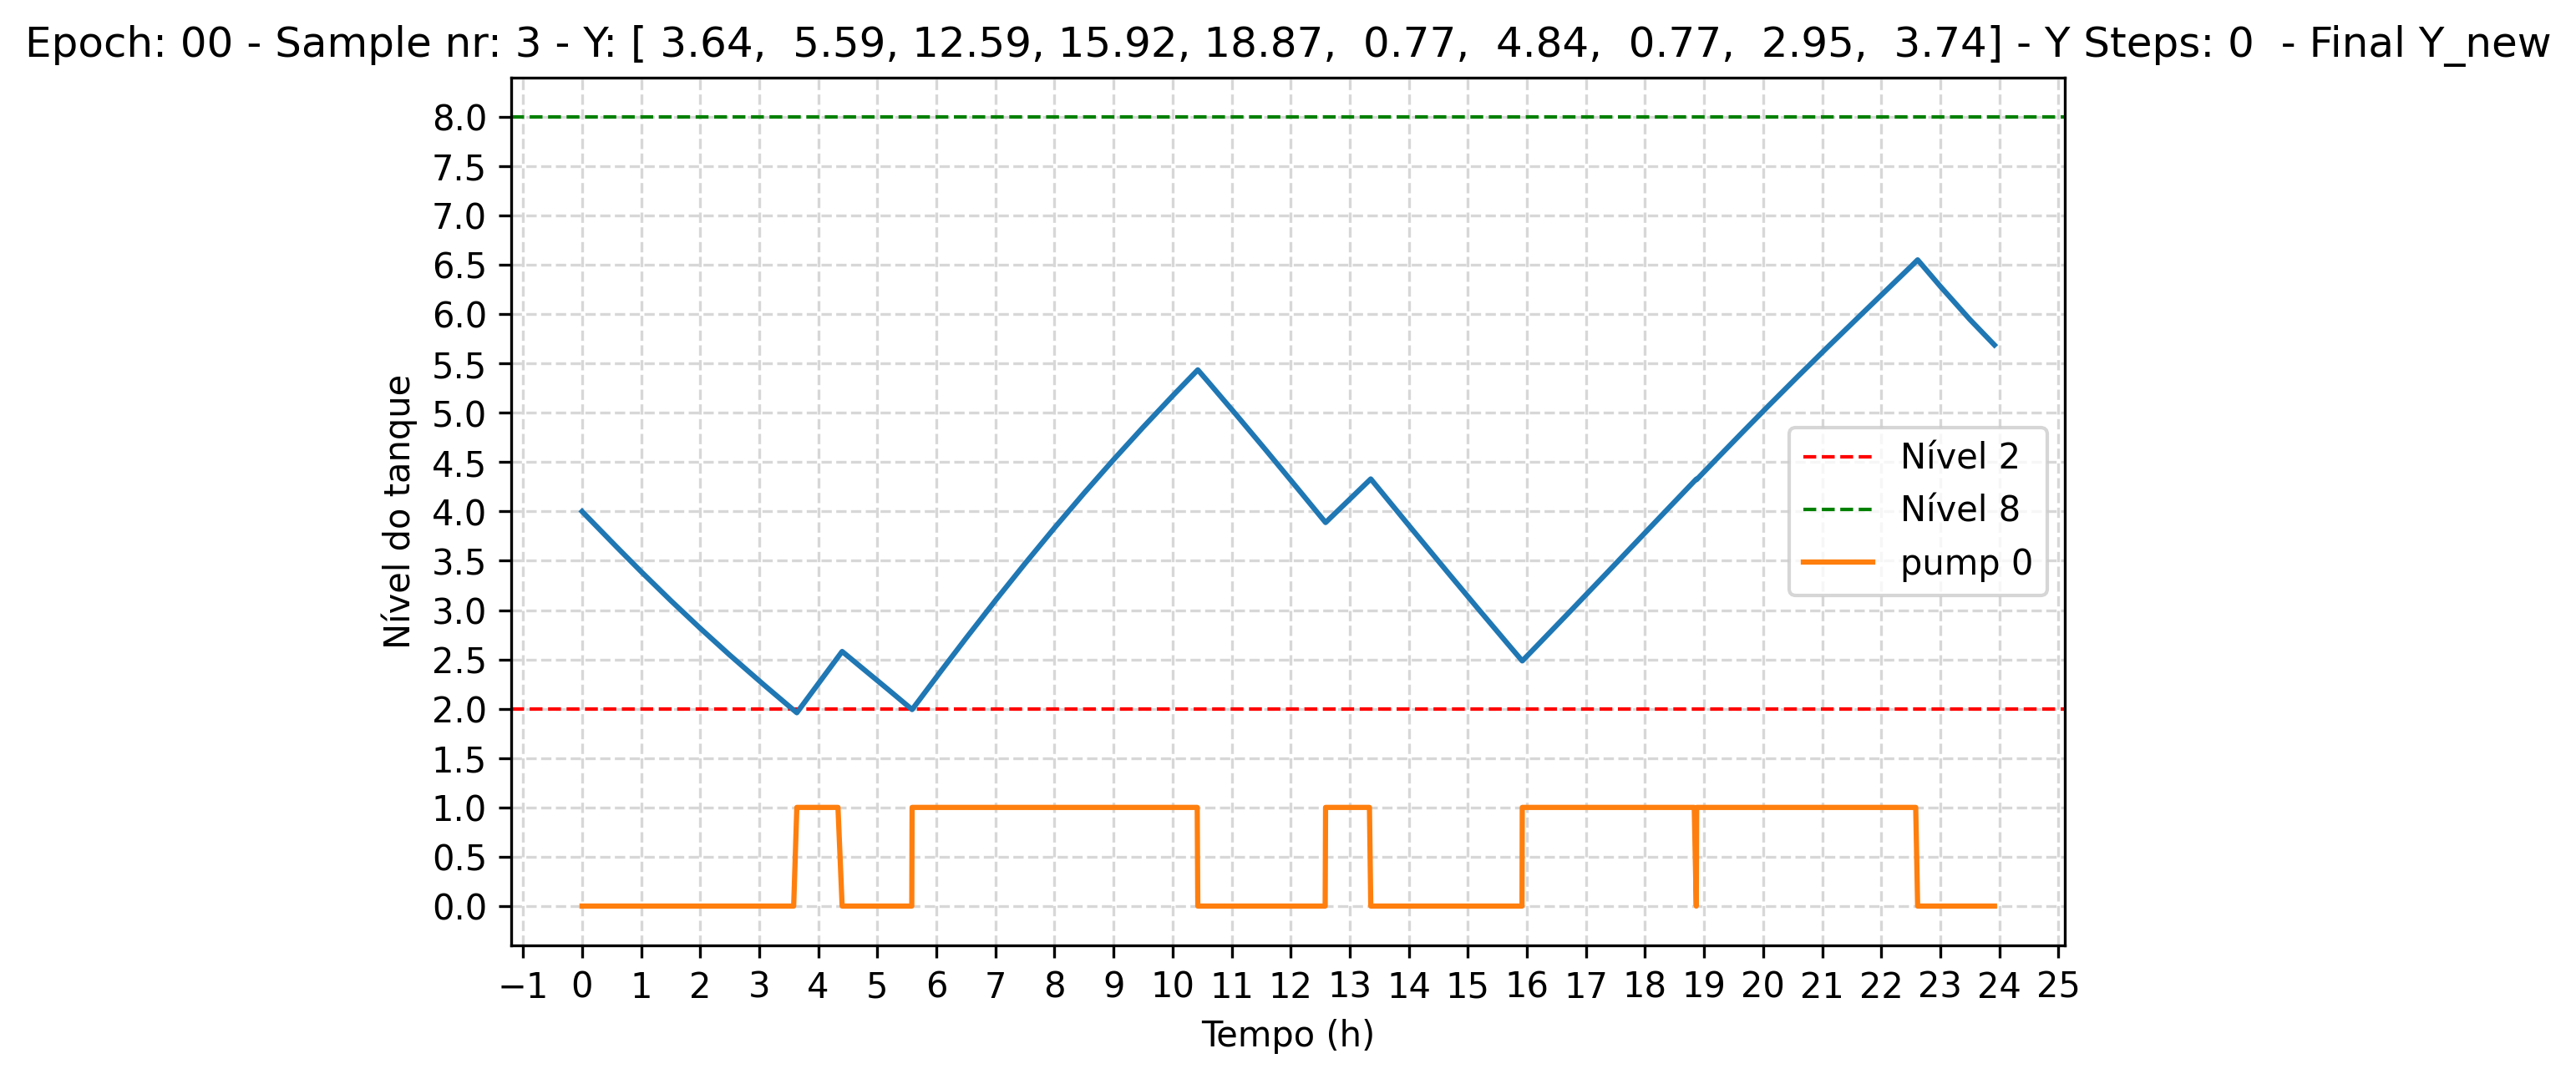 Epoch: 00 - Sample nr: 3 - Y: [ 3.64,  5.59, 12.59, 15.92, 18.87,  0.77,  4.84,  0.77,  2.95,  3.74] - Y Steps: 0  - Final Y_new
8.0
7.5
7.0
6.5
6.0
5.5
5.0
4.5
4.0
3.5
3.0
2.5
2.0
1.5
1.0
0.5
0.0
Nível do tanque
Nível 2
Nível 8
pump 0
−1 0 1 2 3 4 5 6 7 8 9 10 11 12 13 14 15 16 17 18 19 20 21 22 23 24 25
Tempo (h)